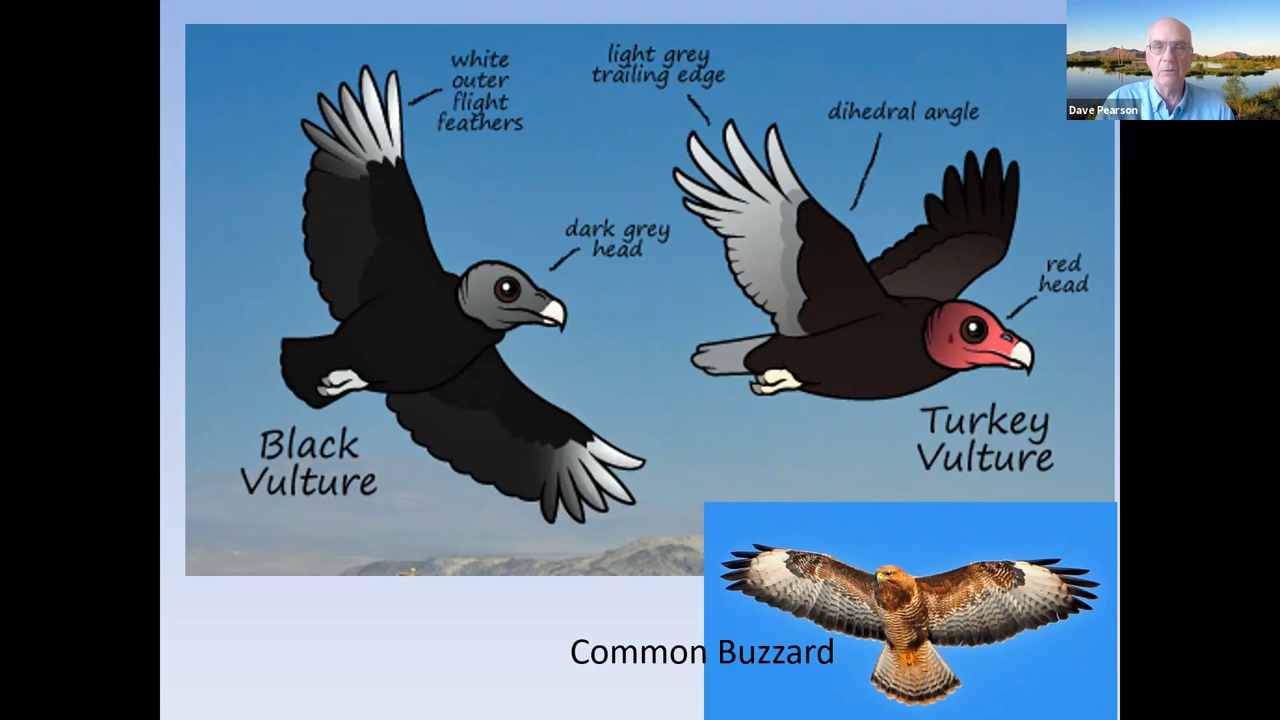 white
outer
flight
feathers
light grey
trailing edge
dihedral angle
dark grey
head
red
head
Black
Vulture
Turkey
Vulture
Common Buzzard
Dave Pearson